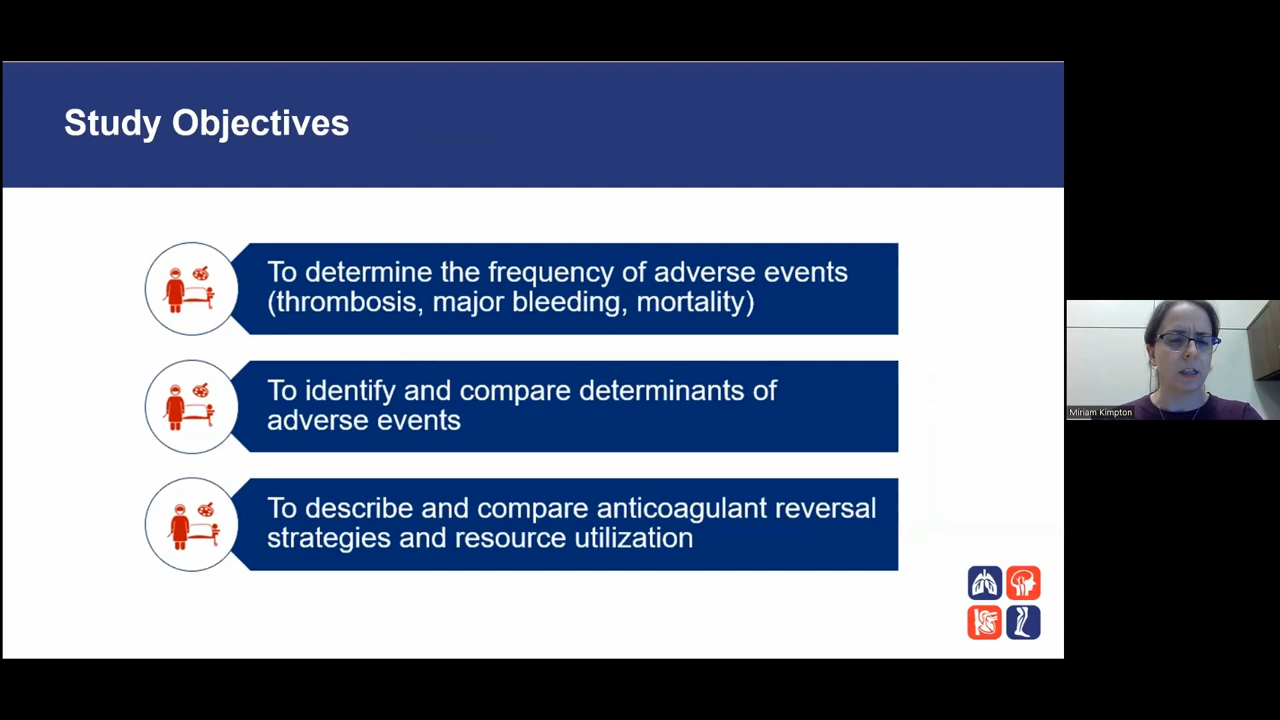 Study Objectives
To determine the frequency of adverse events
(thrombosis, major bleeding, mortality)
To identify and compare determinants of
adverse events
To describe and compare anticoagulant reversal
strategies and resource utilization
Miriam Kimpton